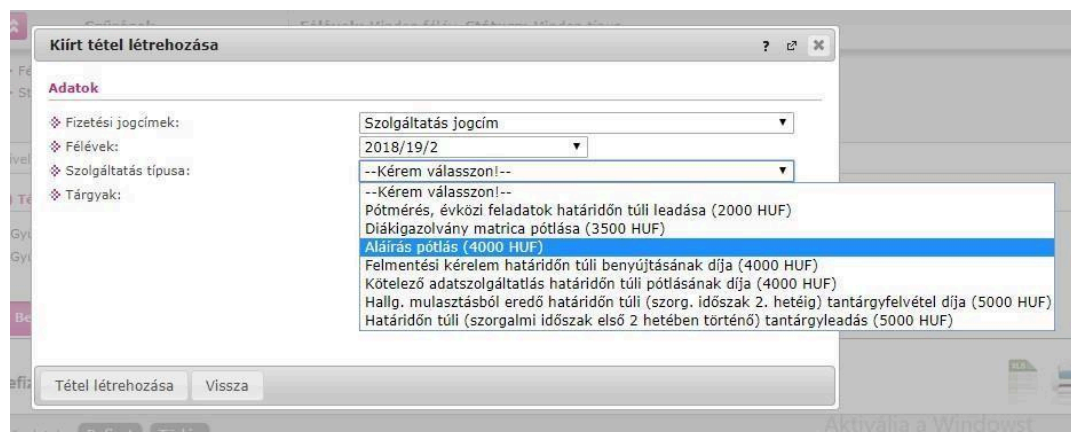 Kiírt tétel létrehozása
?
Adatok
Fizetési jogcímek:
Szolgáltatás jogcím
Félévek:
2018/19/2
Szolgáltatás típusa:
--Kérem válasszon!--
Tárgyak:
--Kérem válasszon!--
Pótmérés, évközi feladatok határidőn túli leadása (2000 HUF)
Diákigazolvány matrica pótlása (3500 HUF)
Aláírás pótlás (4000 HUF)
Felmentési kérelem határidőn túli benyújtásának díja (4000 HUF)
Kötelező adatszolgáltatlás határidőn túli pótlásának díja (4000 HUF)
Hallg. mulasztásból eredő határidőn túli (szorg. időszak 2. hetéig) tantárgyfelvétel díja (5000 HUF)
Határidőn túli (szorgalmi időszak első 2 hetében történő) tantárgyleadás (5000 HUF)
Tétel létrehozása
Vissza
Aktiválja a Windowst